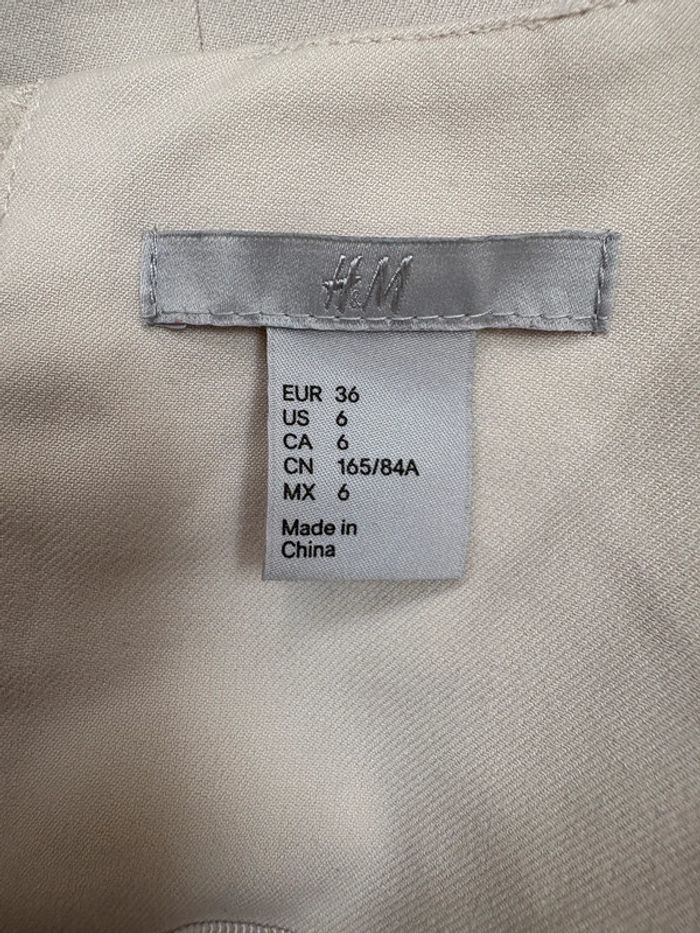 H&M
EUR 36
US 6
CA 6
CN 165/84A
MX 6
Made in
China